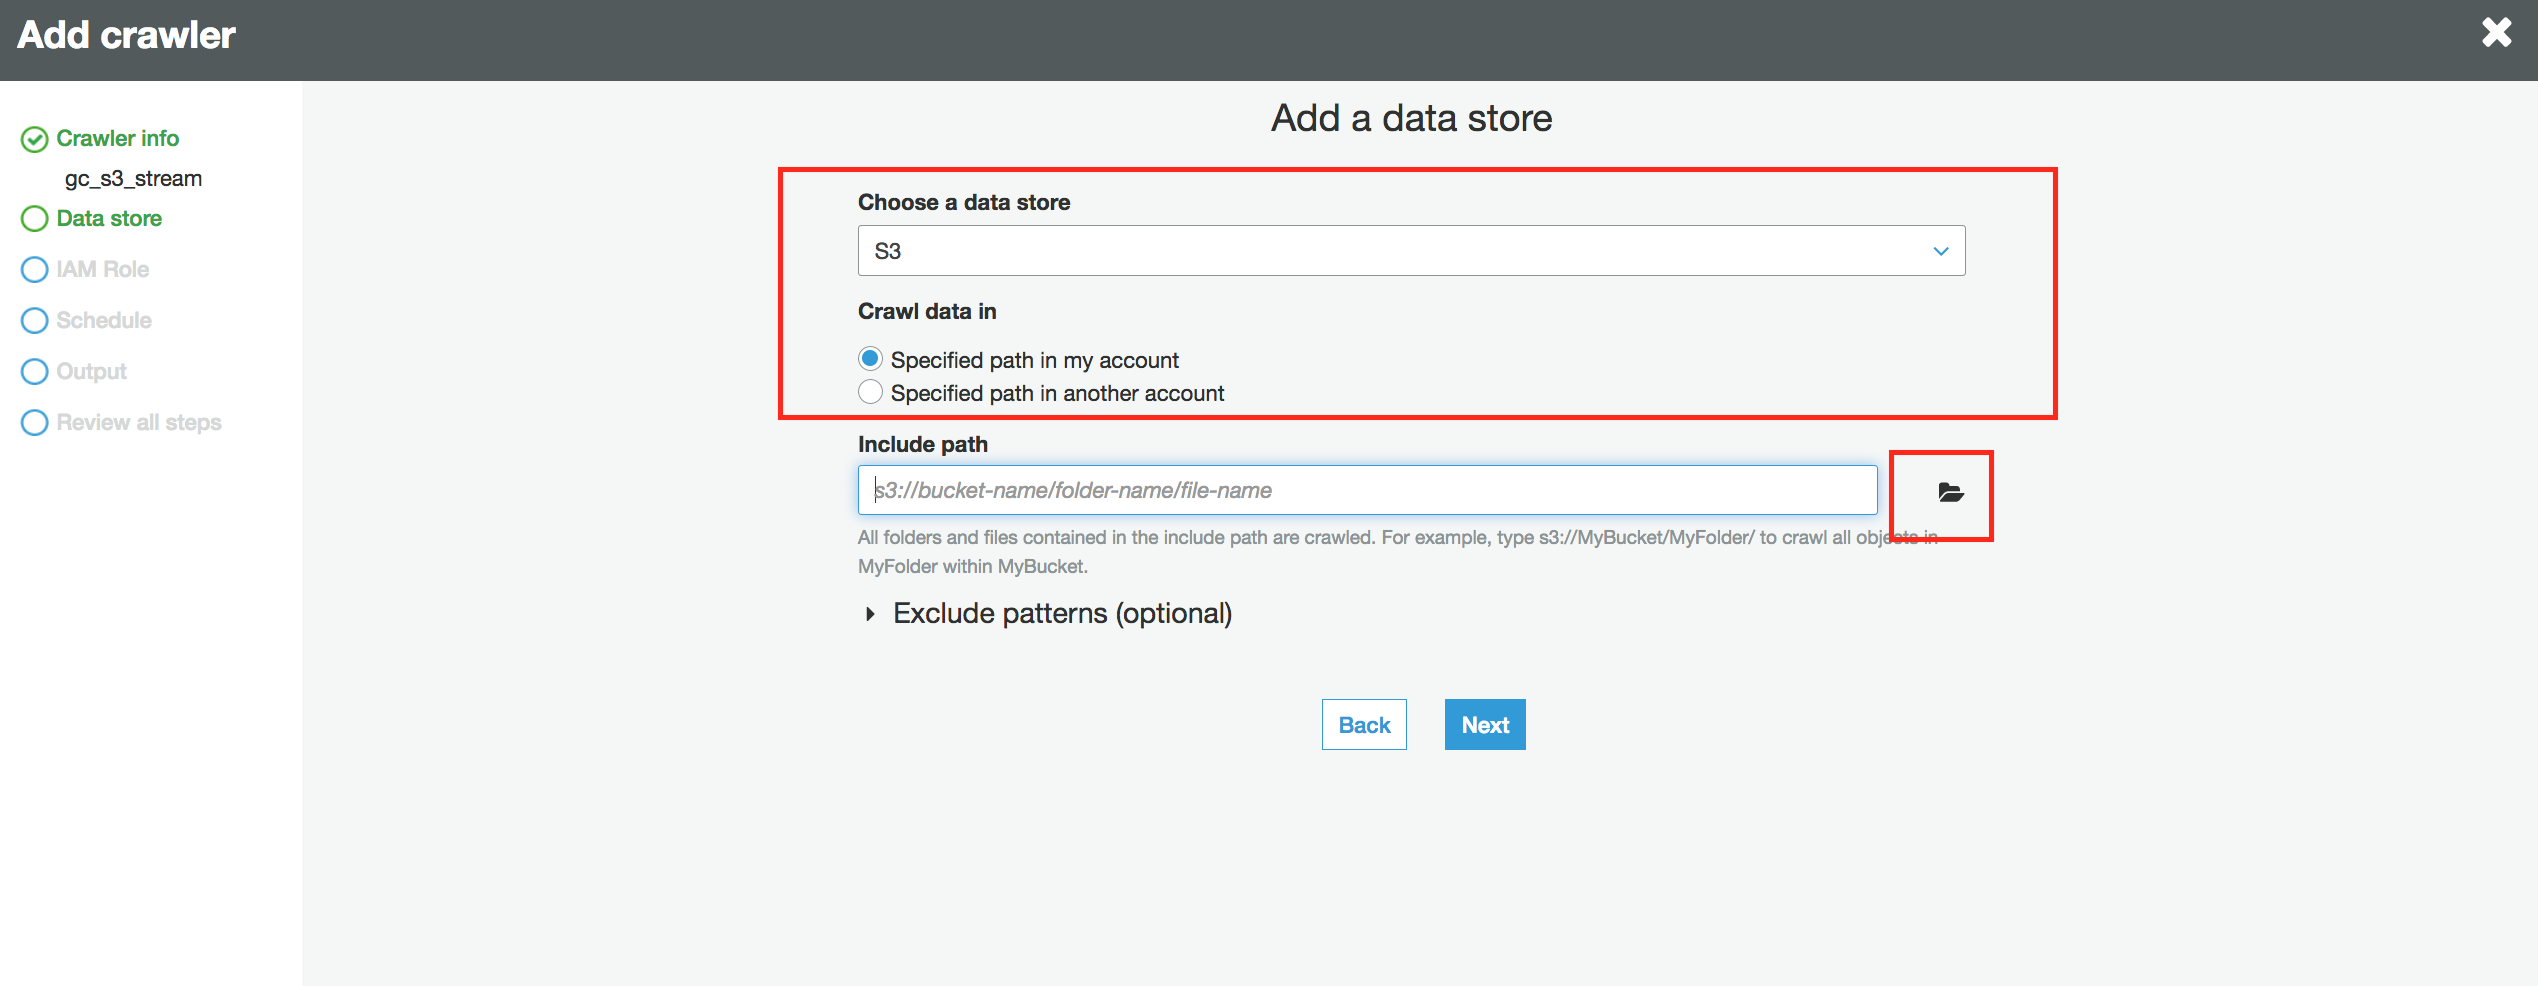 Add crawler
Crawler info
gc_s3_stream
Data store
IAM Role
Schedule
Output
Review all steps
Add a data store
Choose a data store
S3
Crawl data in
Specified path in my account
Specified path in another account
Include path
s3://bucket-name/folder-name/file-name
All folders and files contained in the include path are crawled. For example, type s3://MyBucket/MyFolder/ to crawl all objects in
MyFolder within MyBucket.
Exclude patterns (optional)
Back
Next